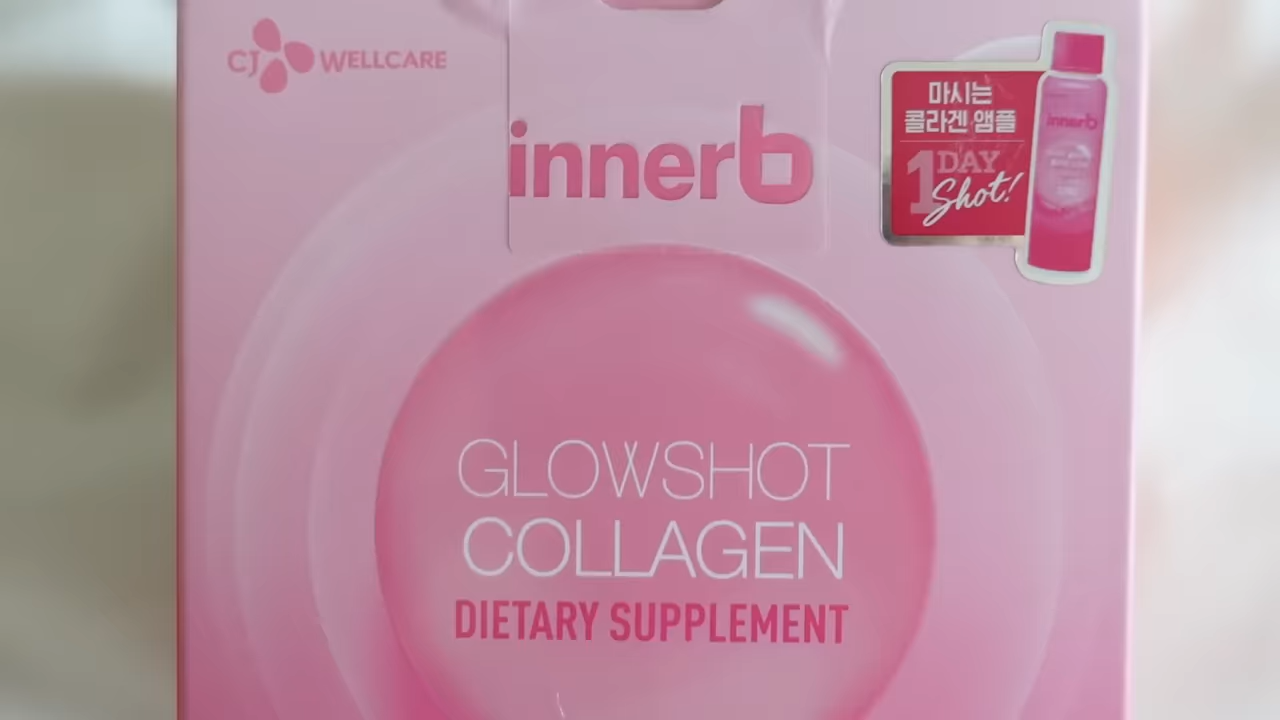 CJ WELLCARE
innerb
마시는
콜라겐 앰플
1 DAY
Shot!
innerb
GLOWSHOT
COLLAGEN
DIETARY SUPPLEMENT